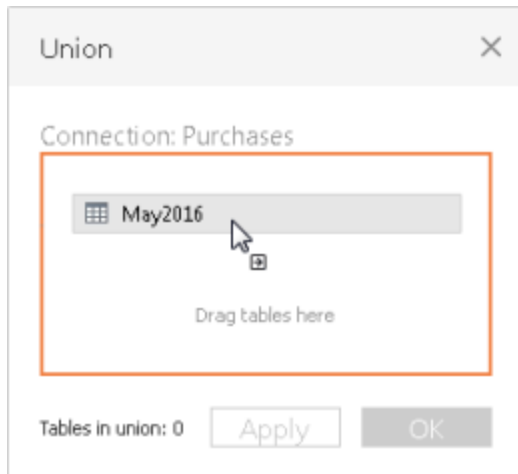 Union
Connection: Purchases
May2016
Drag tables here
Tables in union: 0 Apply OK